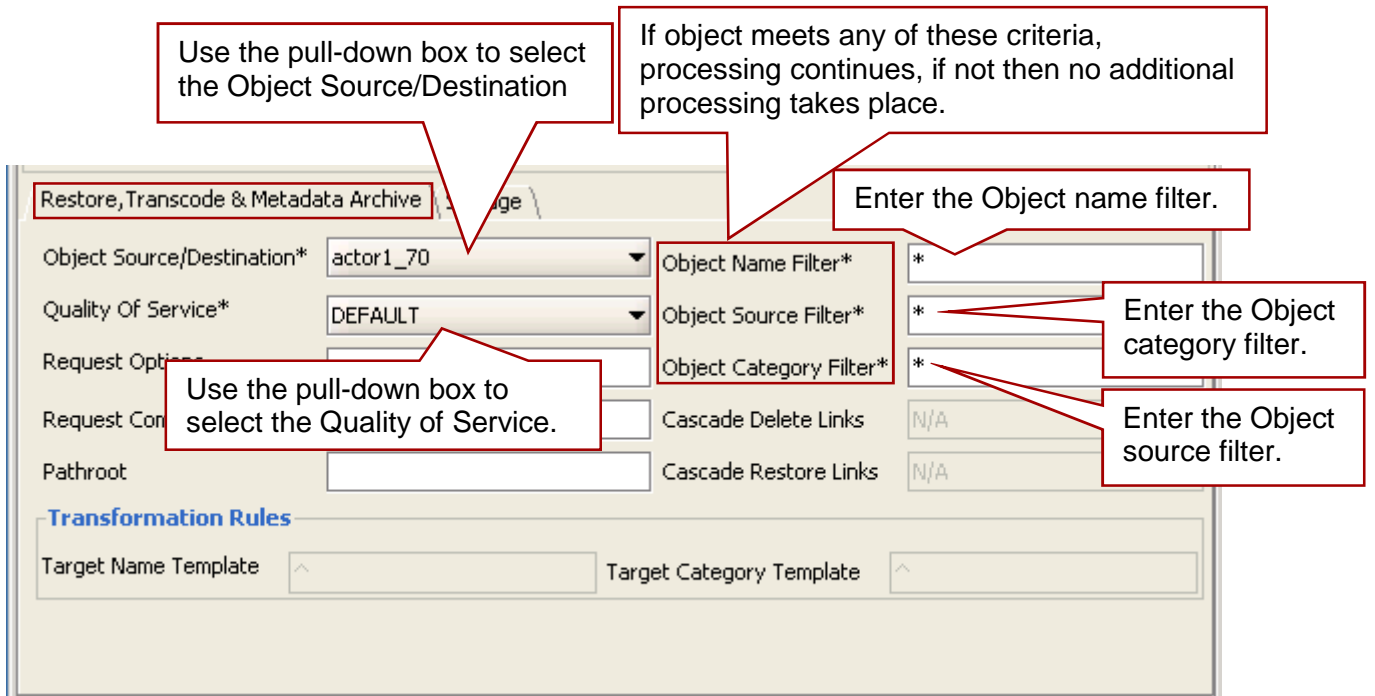 Use the pull-down box to select
the Object Source/Destination
If object meets any of these criteria,
processing continues, if not then no additional
processing takes place.
Restore, Transcode & Metadata Archive
Enter the Object name filter.
Object Source/Destination*
actor1_70
Object Name Filter*
*
Quality Of Service*
DEFAULT
Object Source Filter*
*
Enter the Object
category filter.
Request Options
Object Category Filter*
*
Use the pull-down box to
select the Quality of Service.
Request
Cascade Delete Links
N/A
Enter the Object
source filter.
Pathroot
Cascade Restore Links
N/A
Transformation Rules
Target Name Template
^
Target Category Template
^